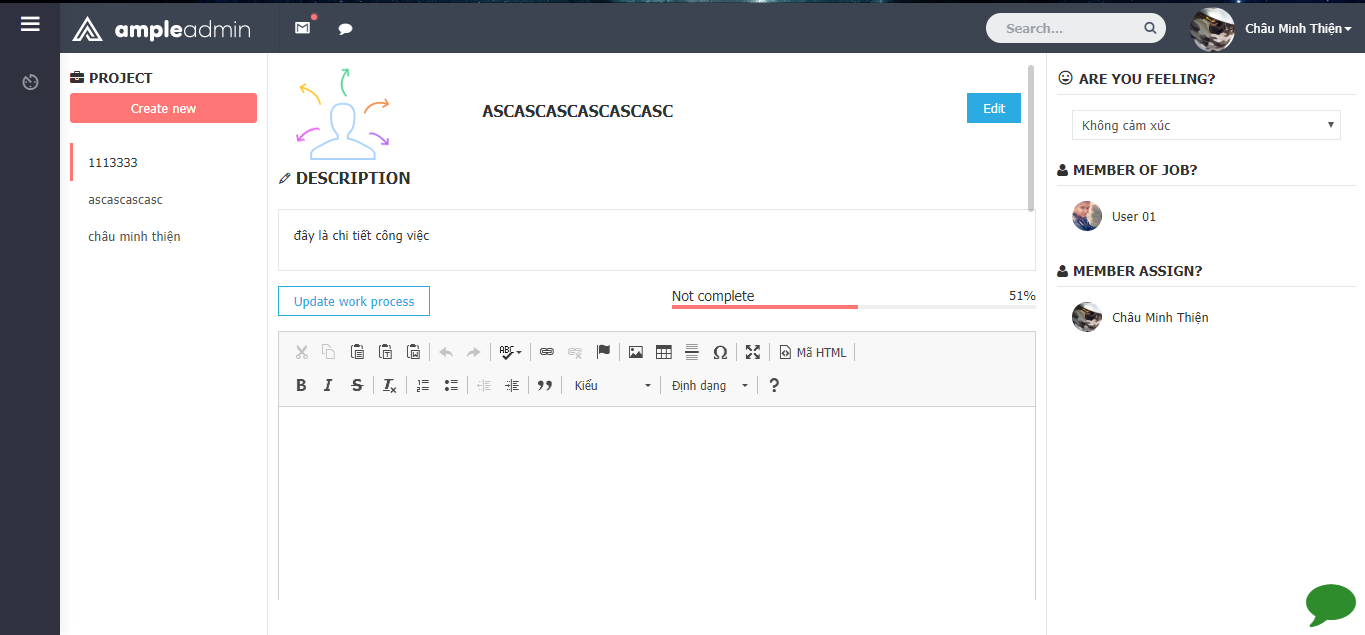 ampleadmin
Search...
Châu Minh Thiện
PROJECT
Create new
1113333
ascascascasc
châu minh thiện
ASCASCASCASCASCASC
Edit
DESCRIPTION
đây là chi tiết công việc
Update work process
Not complete
51%
ABC
Mã HTML
B I S Ix
Kiểu
Định dạng
?
ARE YOU FEELING?
Không cảm xúc
MEMBER OF JOB?
User 01
MEMBER ASSIGN?
Châu Minh Thiện